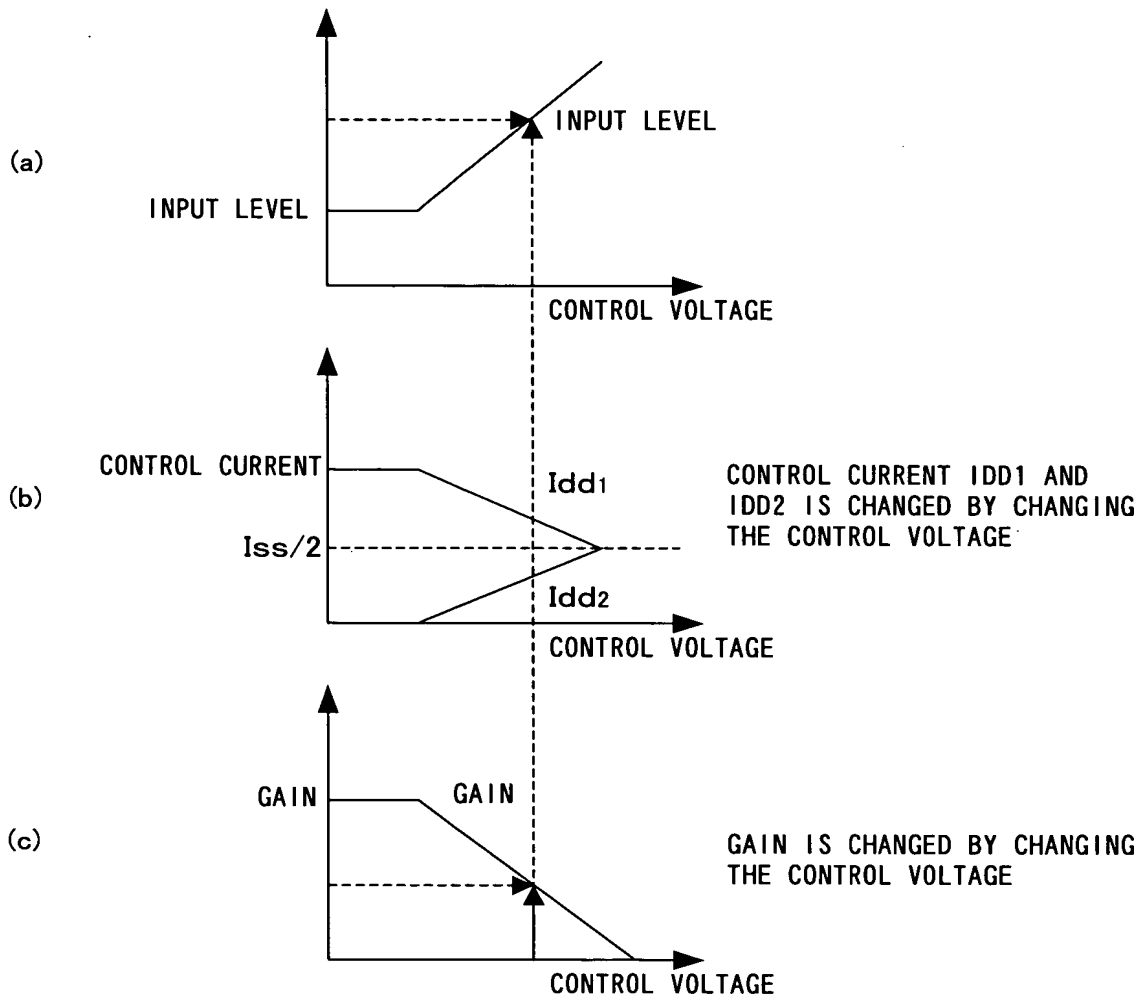 (a)
INPUT LEVEL
INPUT LEVEL
CONTROL VOLTAGE
(b)
CONTROL CURRENT
Idd1
Iss/2
Idd2
CONTROL VOLTAGE
CONTROL CURRENT IDD1 AND
IDD2 IS CHANGED BY CHANGING
THE CONTROL VOLTAGE
(c)
GAIN
GAIN
CONTROL VOLTAGE
GAIN IS CHANGED BY CHANGING
THE CONTROL VOLTAGE